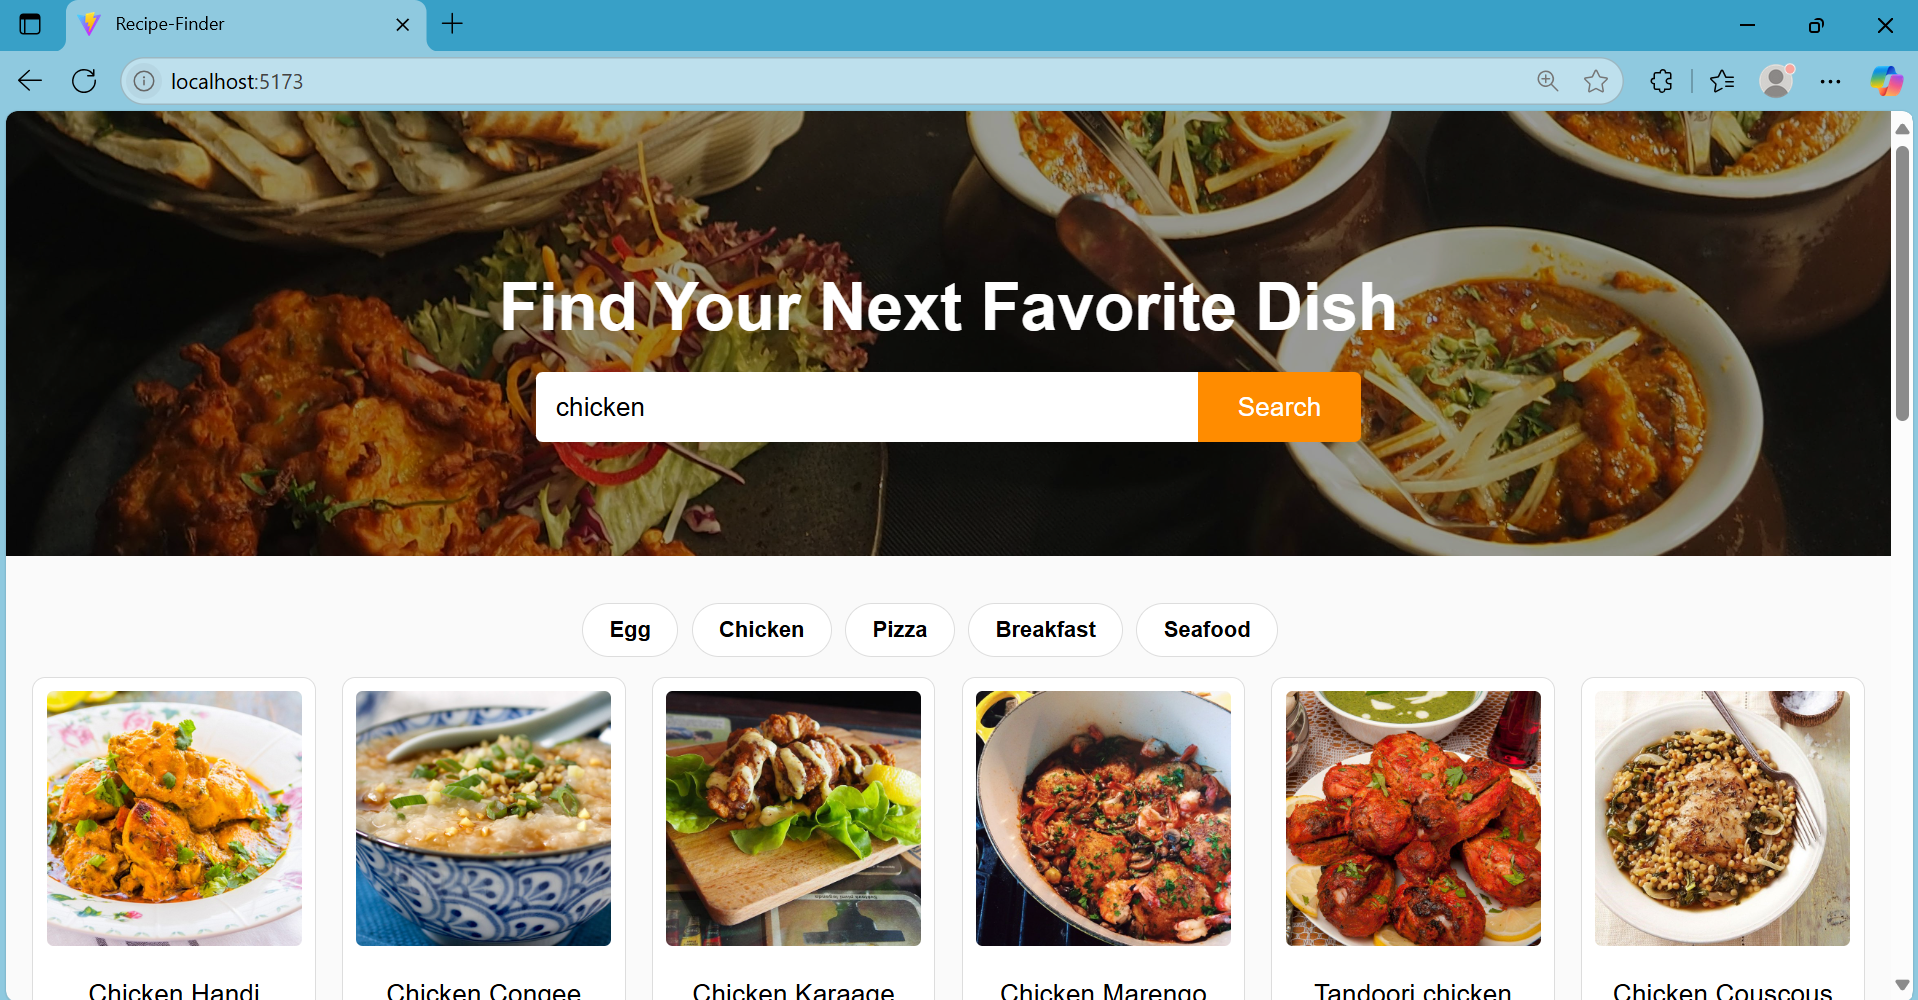 Recipe-Finder
localhost:5173
Find Your Next Favorite Dish
chicken
Search
Egg
Chicken
Pizza
Breakfast
Seafood
Chicken Handi
Chicken Congee
Chicken Karaage
Chicken Marengo
Tandoori chicken
Chicken Couscous